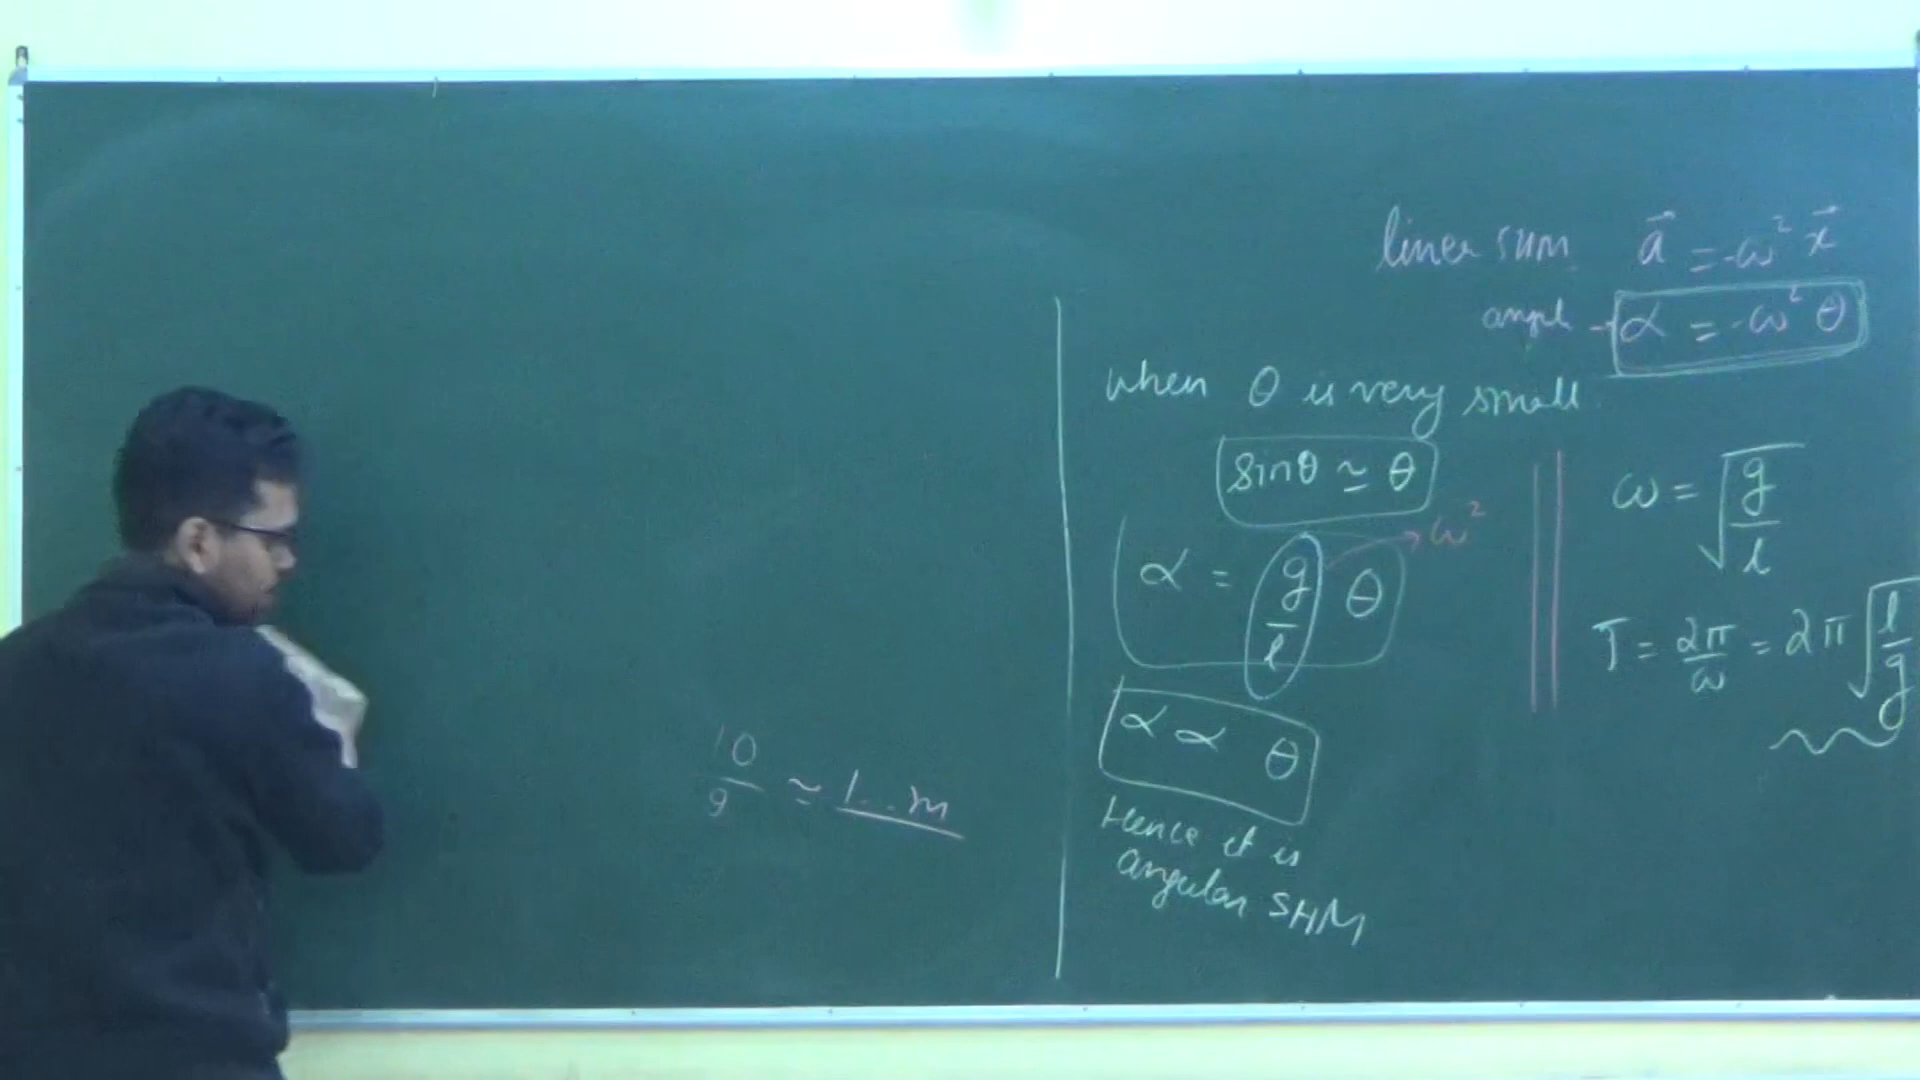 liner SHM a⃗ = -ω² x⃗
angul → α = -ω² θ
when θ is very small
sinθ ≃ θ
α = g/l θ → ω²
α ∝ θ
Hence it is
angular SHM
ω = √(g/l)
T = 2π/ω = 2π √(l/g)
10/9 ≃ 1..m